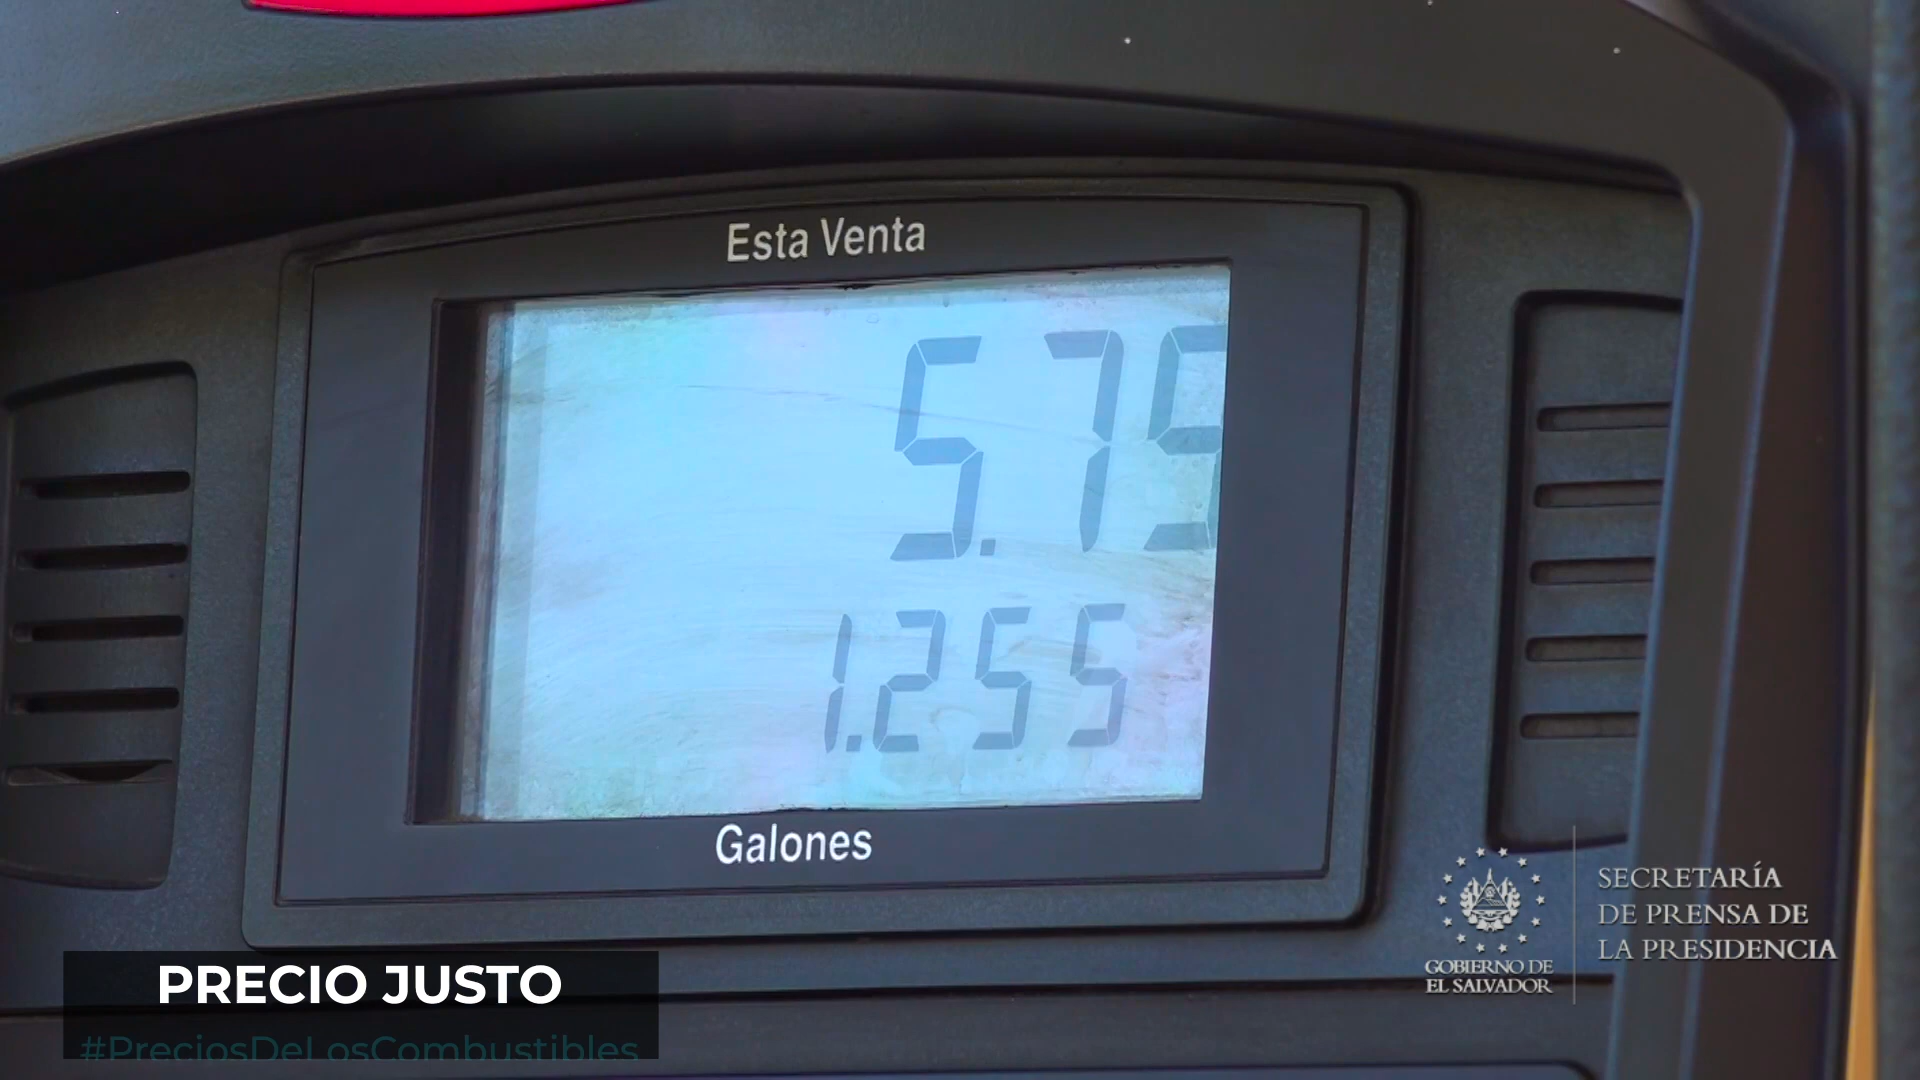 Esta Venta
5.79
1.255
Galones
PRECIO JUSTO
#PreciosDeLosCombustibles
GOBIERNO DE
EL SALVADOR
SECRETARÍA
DE PRENSA DE
LA PRESIDENCIA